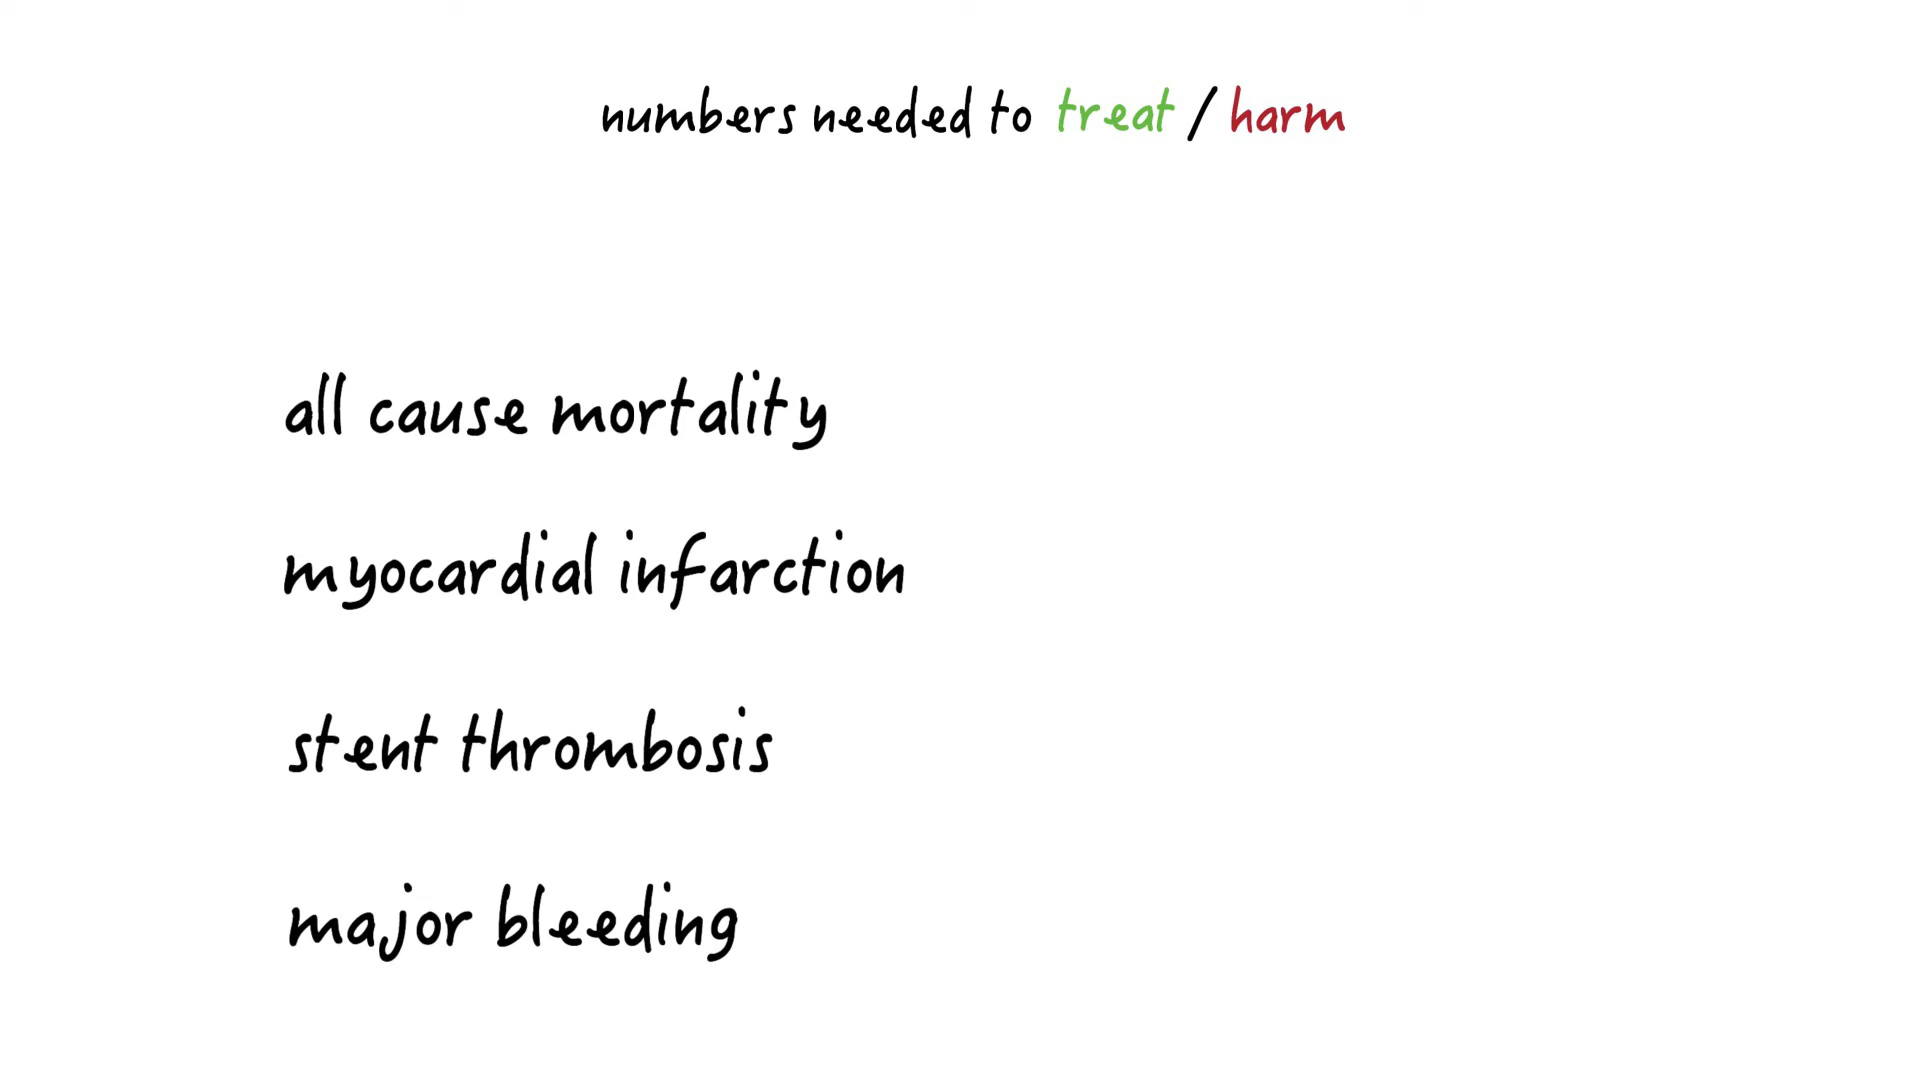 numbers needed to treat / harm
all cause mortality
myocardial infarction
stent thrombosis
major bleeding